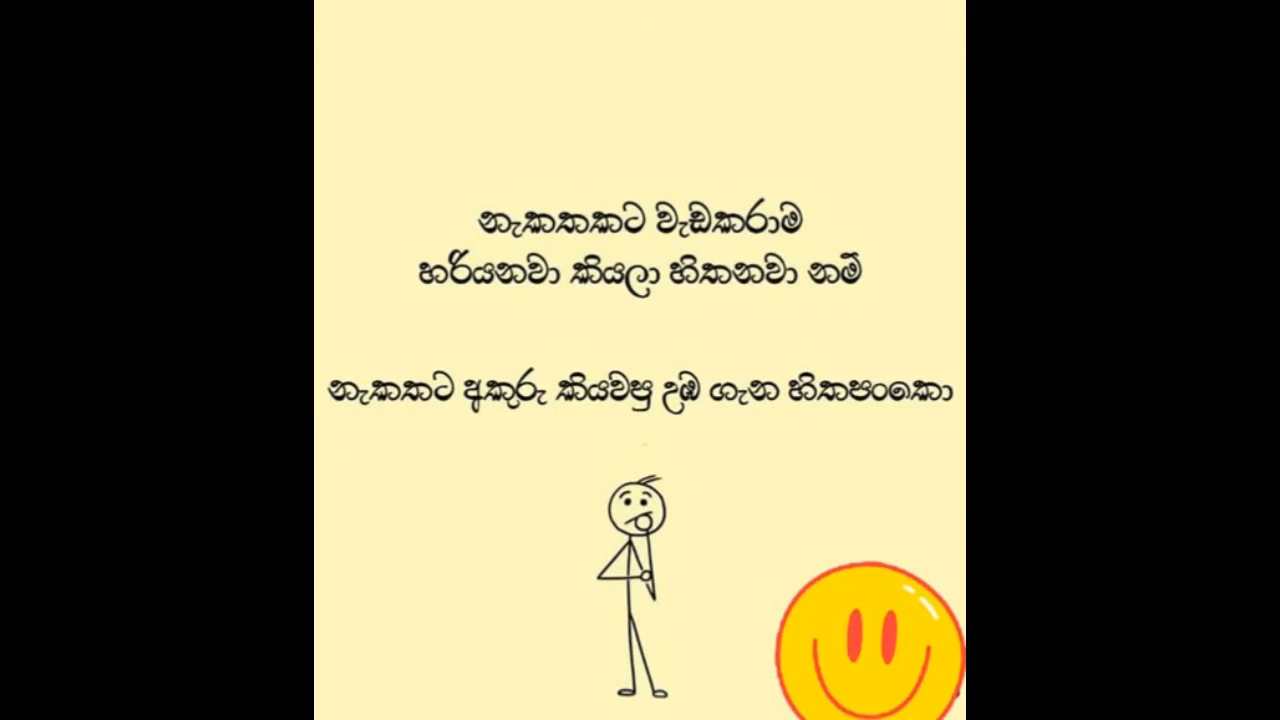 නැකතකට වැඩකරාම
හරියනවා කියලා හිතනවා නම්
නැකතට අකුරු කියවපු උඹ ගැන හිතපංකො